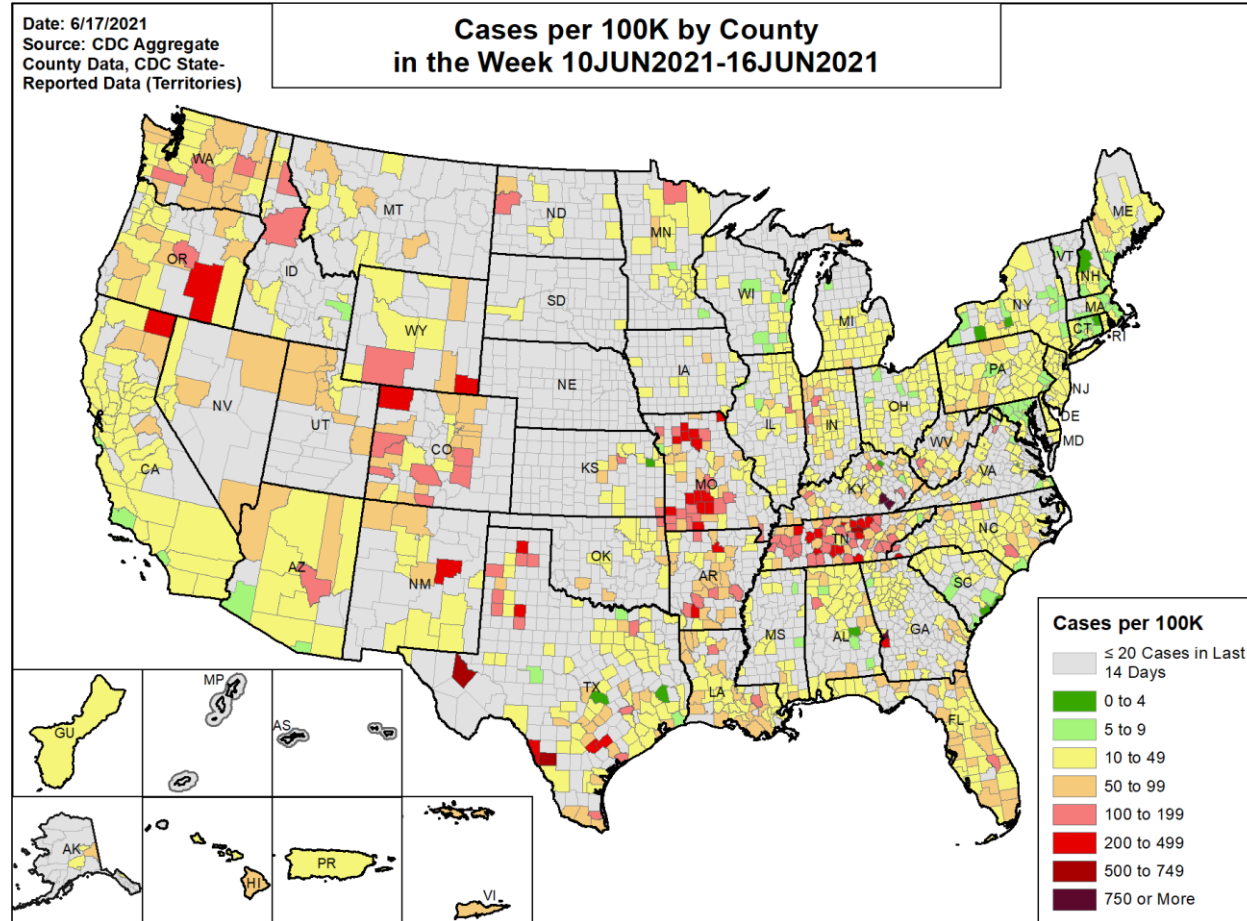 Date: 6/17/2021
Source: CDC Aggregate
County Data, CDC State-
Reported Data (Territories)
Cases per 100K by County
in the Week 10JUN2021-16JUN2021
WA
MT
ND
MN
ME
OR
ID
SD
WI
MI
VT
NH
NY
MA
CT
RI
WY
IA
NE
PA
NJ
NV
UT
CO
IL
IN
OH
DE
MD
WV
VA
CA
KS
MO
KY
AZ
NM
OK
AR
TN
NC
SC
MS
AL
GA
TX
LA
FL
GU
MP
AS
AK
HI
PR
VI
Cases per 100K
≤ 20 Cases in Last
14 Days
0 to 4
5 to 9
10 to 49
50 to 99
100 to 199
200 to 499
500 to 749
750 or More